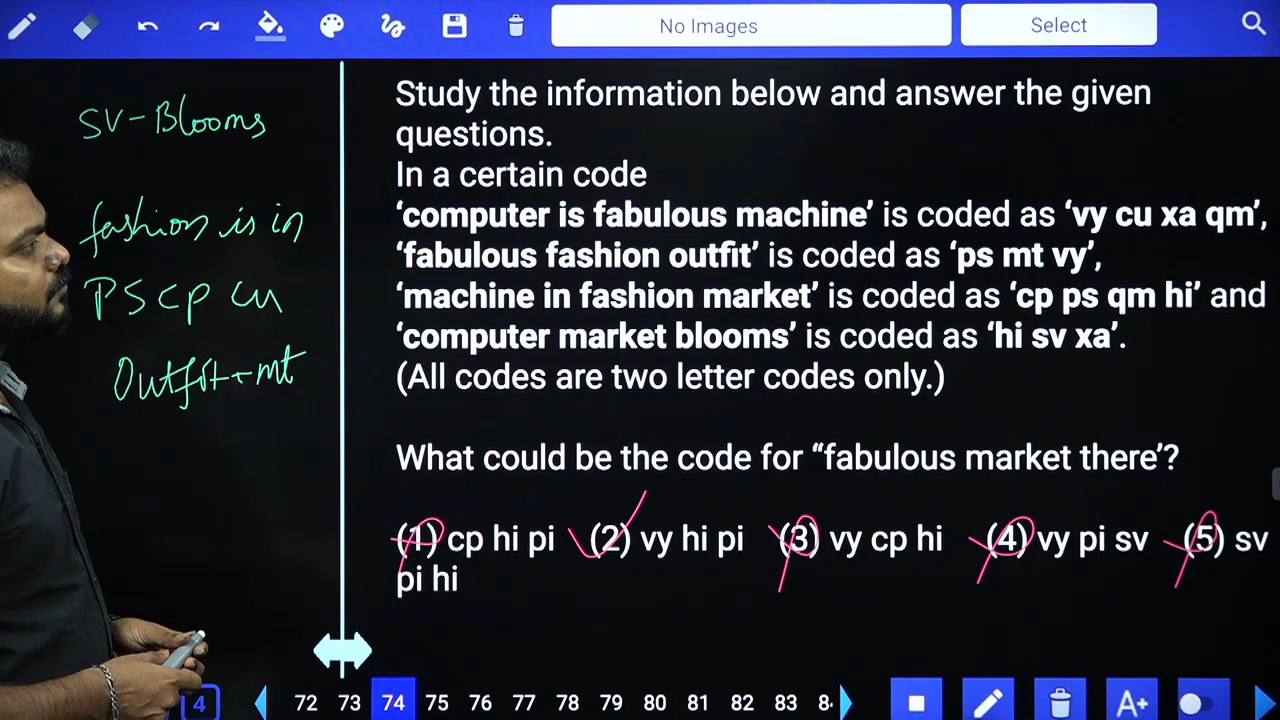 No Images
Select
SV-Blooms
fashion is in
PS CP cu
Outfit-mt
Study the information below and answer the given
questions.
In a certain code
‘computer is fabulous machine’ is coded as ‘vy cu xa qm’,
‘fabulous fashion outfit’ is coded as ‘ps mt vy’,
‘machine in fashion market’ is coded as ‘cp ps qm hi’ and
‘computer market blooms’ is coded as ‘hi sv xa’.
(All codes are two letter codes only.)
What could be the code for “fabulous market there’?
(1) cp hi pi (2) vy hi pi (3) vy cp hi (4) vy pi sv (5) sv
pi hi
4 72 73 74 75 76 77 78 79 80 81 82 83 8 A+